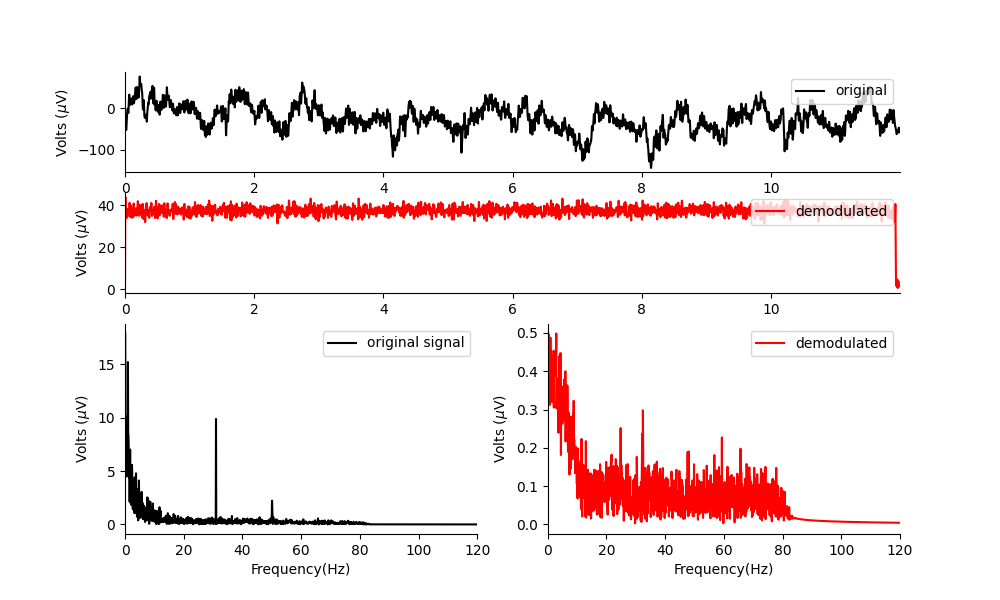 Volts (μV)
0
−100
original
0 2 4 6 8 10
Volts (μV)
40
20
0
demodulated
0 2 4 6 8 10
Volts (μV)
15
10
5
0
original signal
0 20 40 60 80 100 120
Frequency(Hz)
Volts (μV)
0.5
0.4
0.3
0.2
0.1
0.0
demodulated
0 20 40 60 80 100 120
Frequency(Hz)